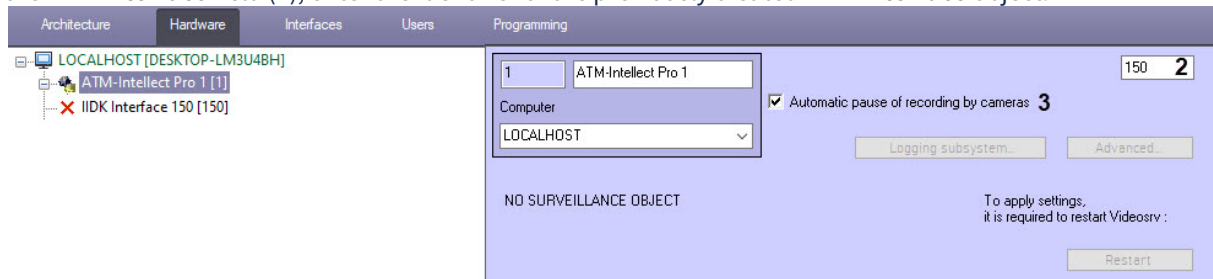 Architecture Hardware Interfaces Users Programming
LOCALHOST [DESKTOP-LM3U4BH]
ATM-Intellect Pro 1 [1]
IIDK Interface 150 [150]
1 ATM-Intellect Pro 1
150 2
Computer
Automatic pause of recording by cameras 3
LOCALHOST
Logging subsystem... Advanced...
NO SURVEILLANCE OBJECT
To apply settings,
it is required to restart Videosrv :
Restart